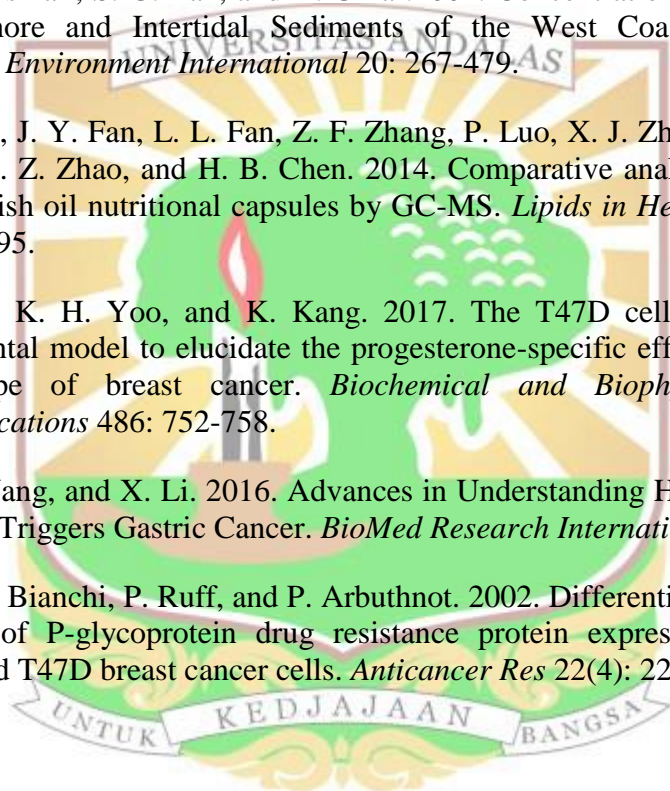 hore and Intertidal Sediments of the West Coa
Environment International 20: 267-479.
UNIVERSITAS ANDALAS
, J. Y. Fan, L. L. Fan, Z. F. Zhang, P. Luo, X. J. Zh
. Z. Zhao, and H. B. Chen. 2014. Comparative anal
ish oil nutritional capsules by GC-MS. Lipids in He
95.
K. H. Yoo, and K. Kang. 2017. The T47D cell
ntal model to elucidate the progesterone-specific eff
pe of breast cancer. Biochemical and Bioph
ications 486: 752-758.
ang, and X. Li. 2016. Advances in Understanding H
Triggers Gastric Cancer. BioMed Research Internati
Bianchi, P. Ruff, and P. Arbuthnot. 2002. Differenti
of P-glycoprotein drug resistance protein expres
d T47D breast cancer cells. Anticancer Res 22(4): 22
UNTUK KEDJAJAAN BANGSA